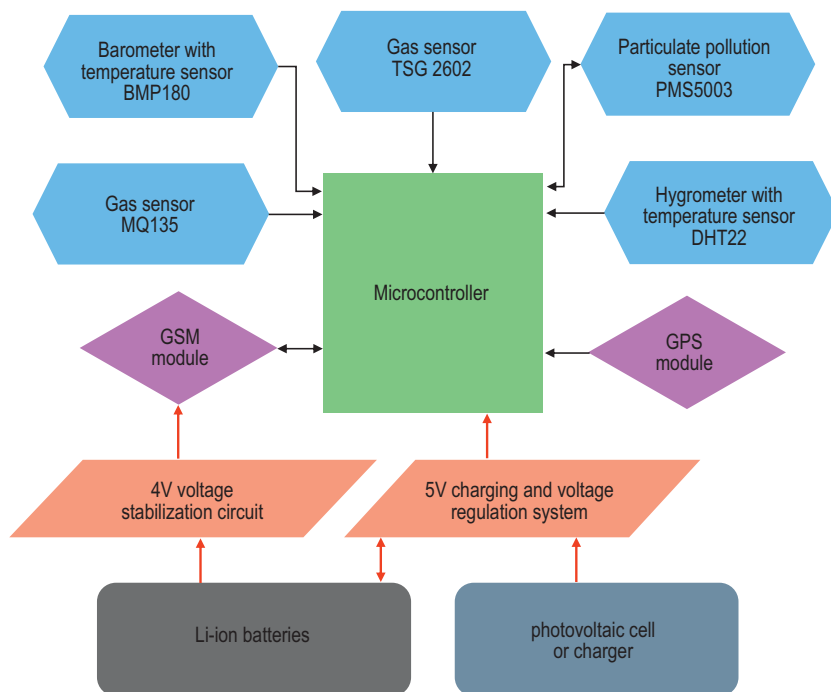 Barometer with
temperature sensor
BMP180
Gas sensor
TSG 2602
Particulate pollution
sensor
PMS5003
Gas sensor
MQ135
Hygrometer with
temperature sensor
DHT22
Microcontroller
GSM
module
GPS
module
4V voltage
stabilization circuit
5V charging and voltage
regulation system
Li-ion batteries
photovoltaic cell
or charger